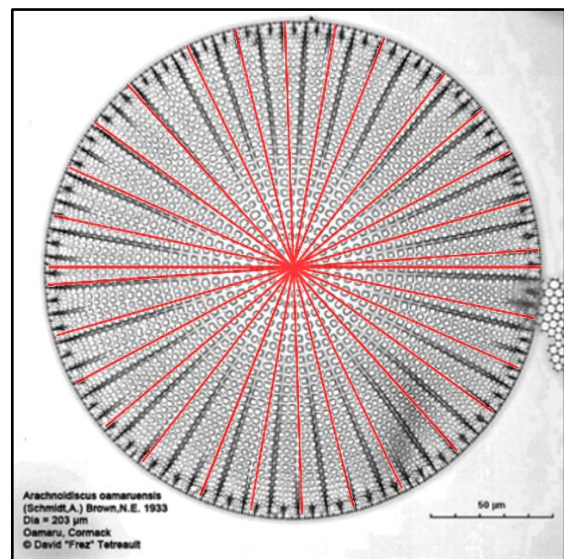 Arachnoidiscus oamaruensis
(Schmidt,A.) Brown,N.E. 1933
Dia = 203 µm
Oamaru, Cormack
© David "Frez" Tetreault
50 µm